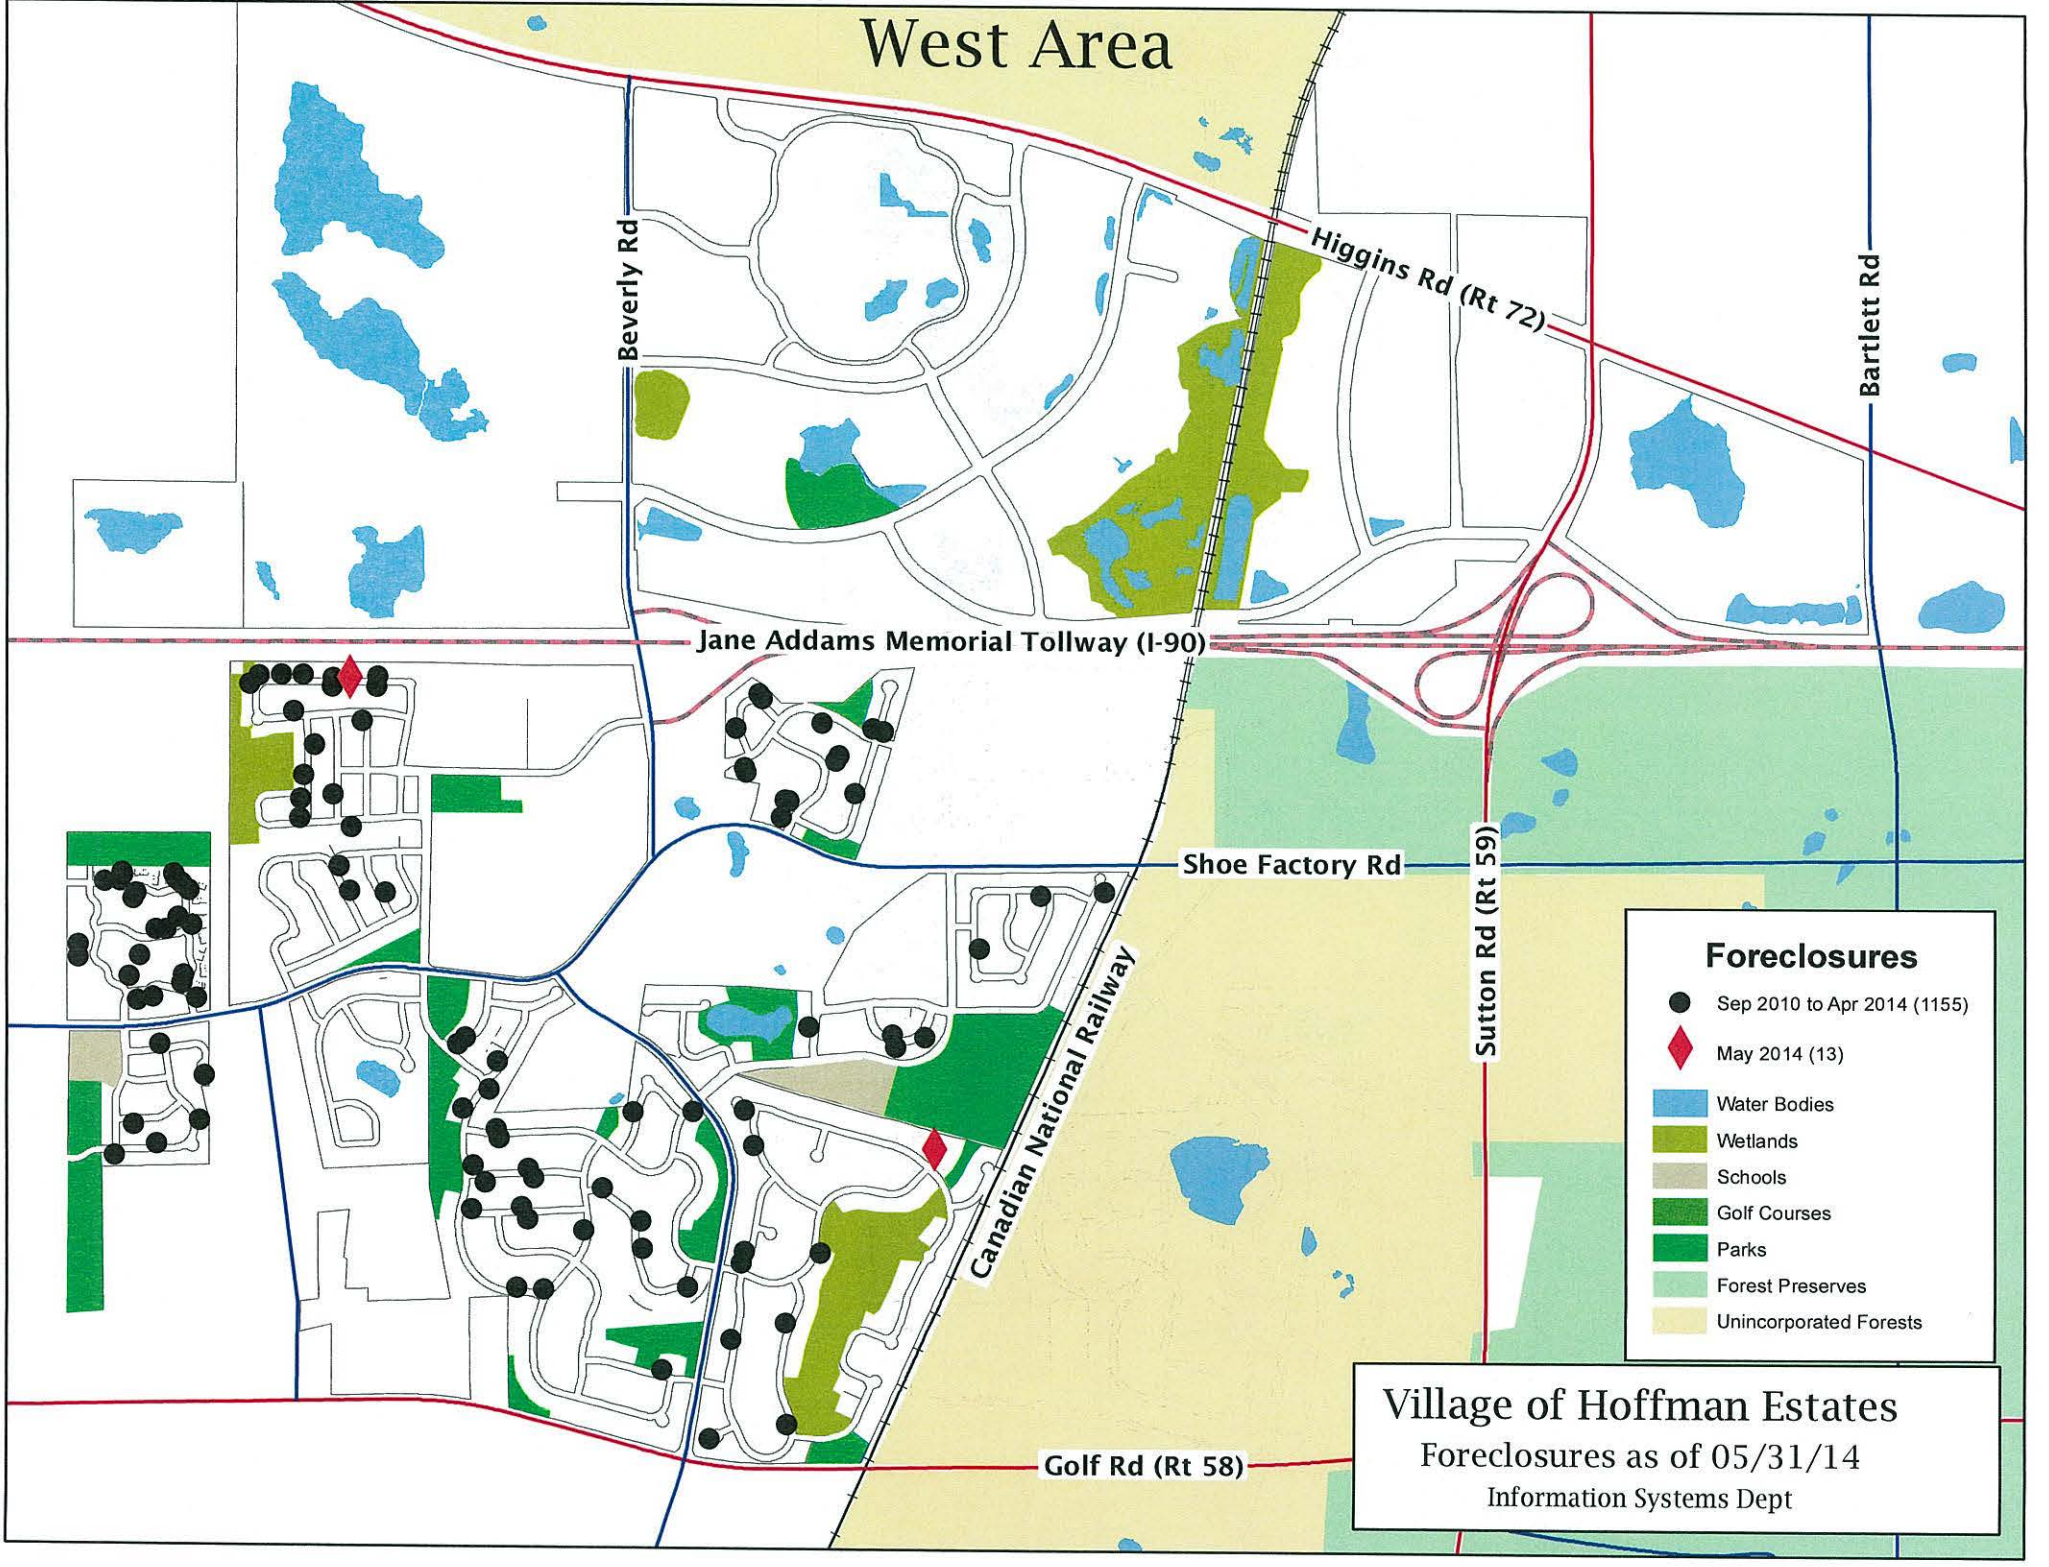 West Area
Beverly Rd
Higgins Rd (Rt 72)
Bartlett Rd
Jane Addams Memorial Tollway (I-90)
Shoe Factory Rd
Sutton Rd (Rt 59)
Canadian National Railway
Golf Rd (Rt 58)
Foreclosures
Sep 2010 to Apr 2014 (1155)
May 2014 (13)
Water Bodies
Wetlands
Schools
Golf Courses
Parks
Forest Preserves
Unincorporated Forests
Village of Hoffman Estates
Foreclosures as of 05/31/14
Information Systems Dept